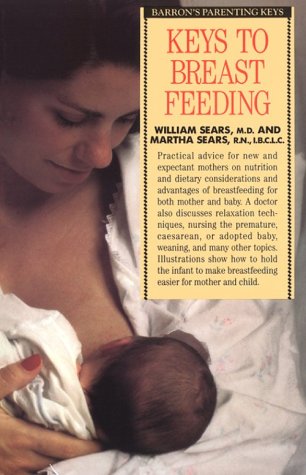 BARRON'S PARENTING KEYS
KEYS TO
BREAST
FEEDING
WILLIAM SEARS, M.D. AND
MARTHA SEARS, R.N., I.B.C.L.C.
Practical advice for new and
expectant mothers on nutrition
and dietary considerations and
advantages of breastfeeding for
both mother and baby. A doctor
also discusses relaxation tech-
niques, nursing the premature,
caesarean, or adopted baby,
weaning, and many other topics.
Illustrations show how to hold
the infant to make breastfeeding
easier for mother and child.